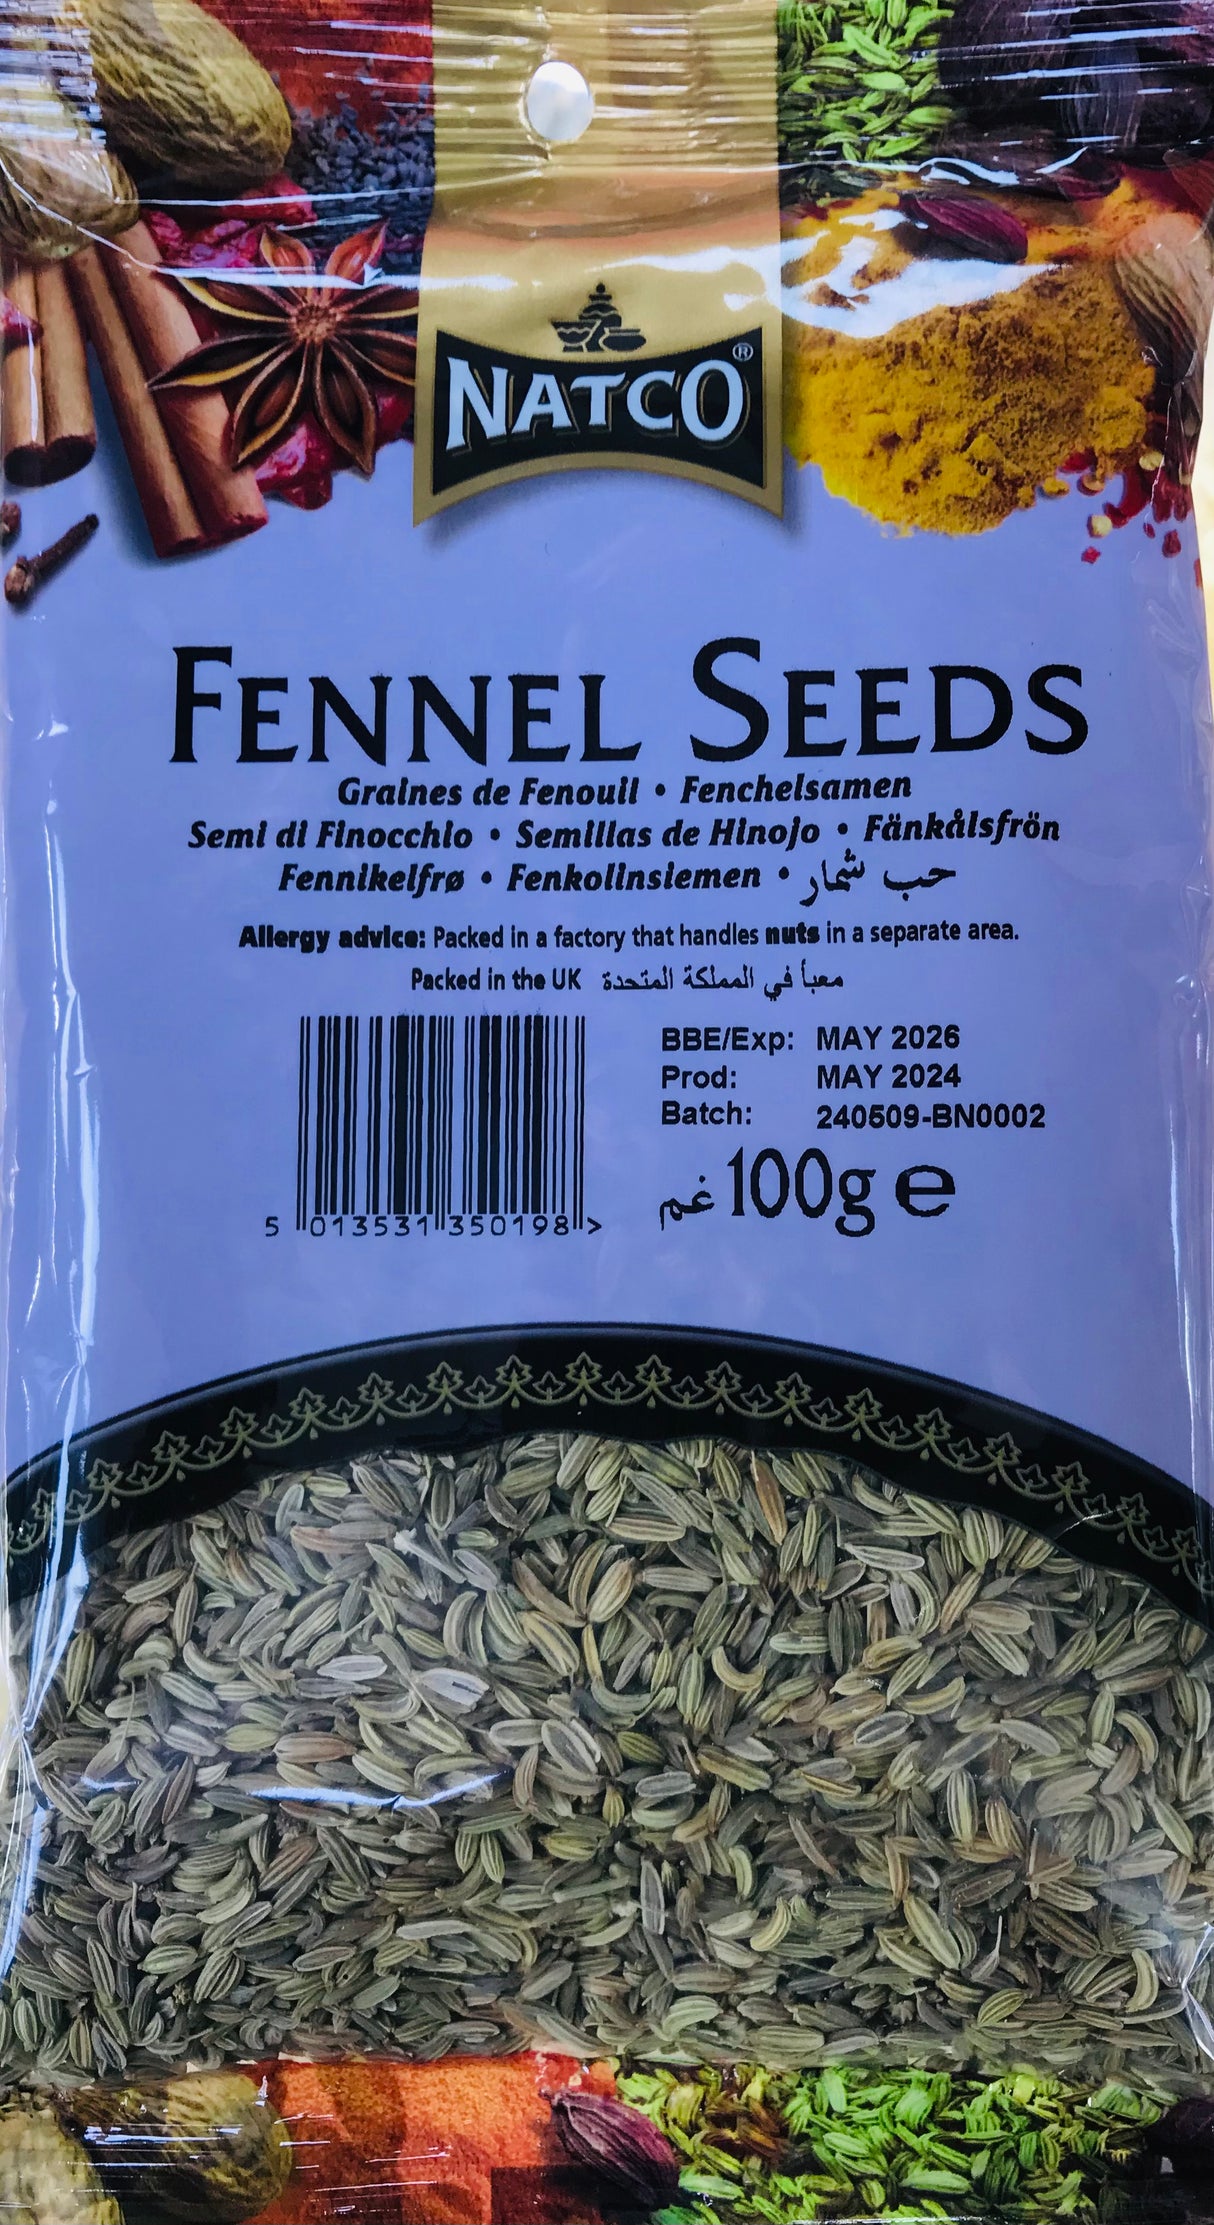 NATCO®
FENNEL SEEDS
Graines de Fenouil • Fenchelsamen
Semi di Finocchio • Semillas de Hinojo • Fänkålsfrön
Fennikelfrø • Fenkolinsiemen • حب شمار
Allergy advice: Packed in a factory that handles nuts in a separate area.
Packed in the UK معبأ في المملكة المتحدة
BBE/Exp: MAY 2026
Prod: MAY 2024
Batch: 240509-BN0002
غم 100g e
5 013531 350198 >